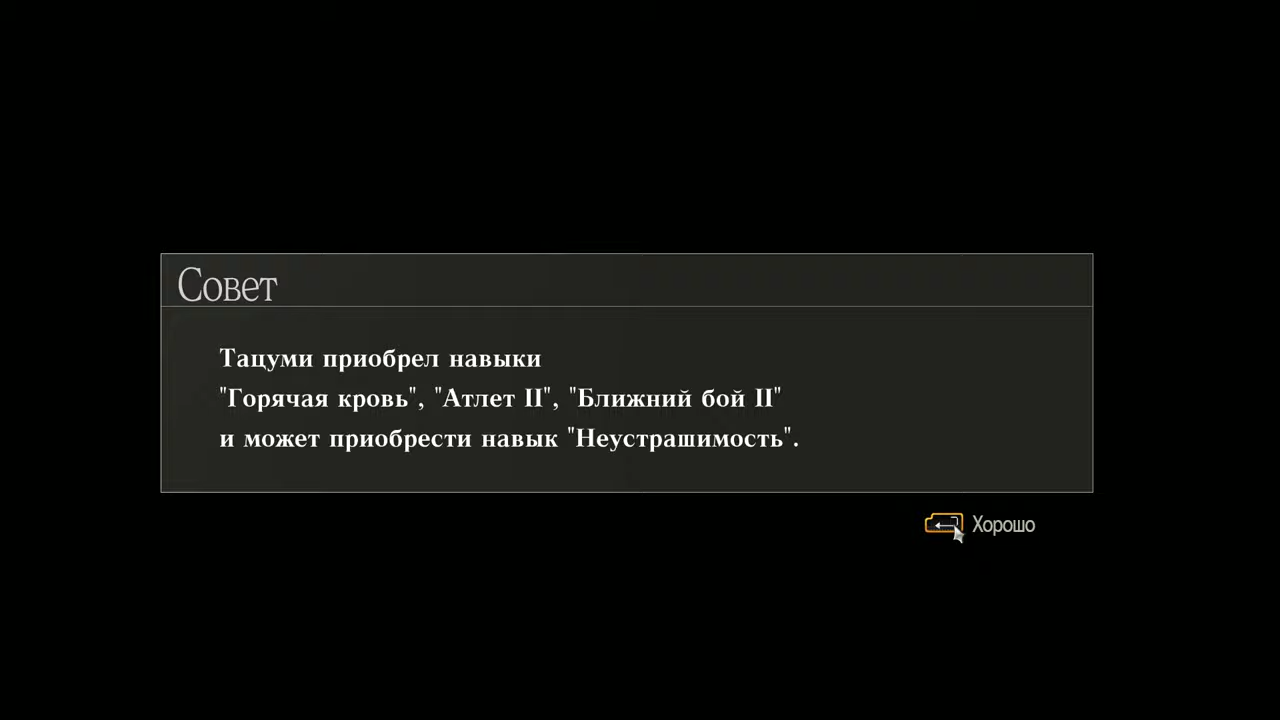 Совет
Тацуми приобрел навыки
"Горячая кровь", "Атлет II", "Ближний бой II"
и может приобрести навык "Неустрашимость".
Хорошо